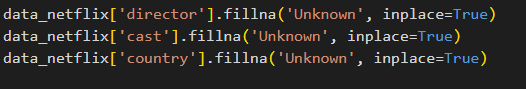 data_netflix['director'].fillna('Unknown', inplace=True)
data_netflix['cast'].fillna('Unknown', inplace=True)
data_netflix['country'].fillna('Unknown', inplace=True)